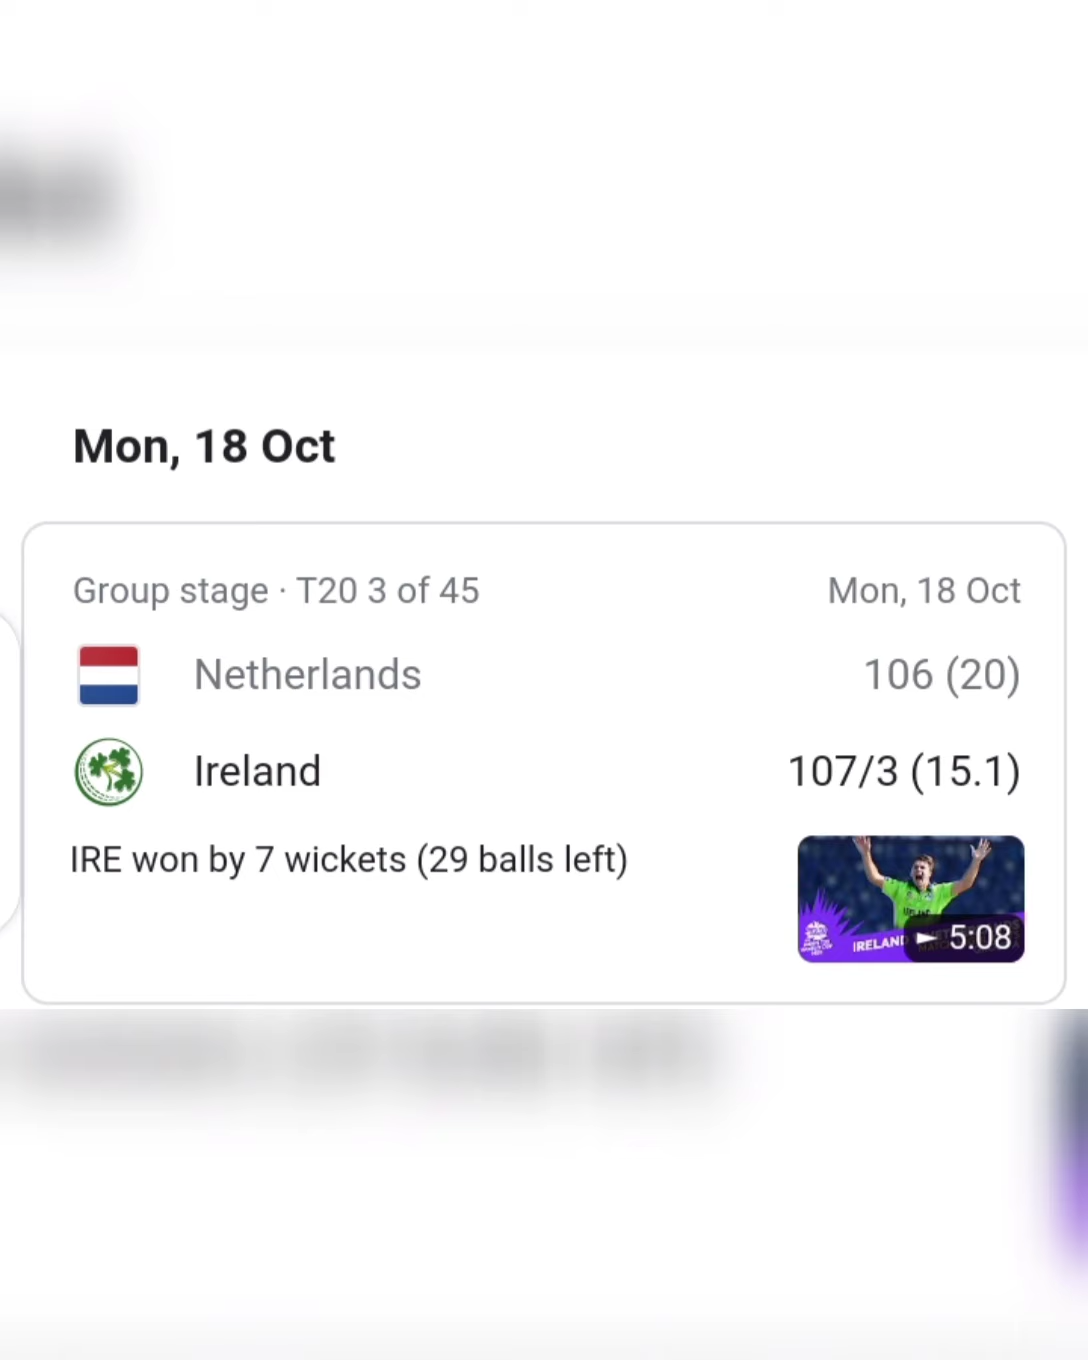 Mon, 18 Oct
Group stage · T20 3 of 45
Mon, 18 Oct
Netherlands
106 (20)
Ireland
107/3 (15.1)
IRE won by 7 wickets (29 balls left)
IRELAND
5:08